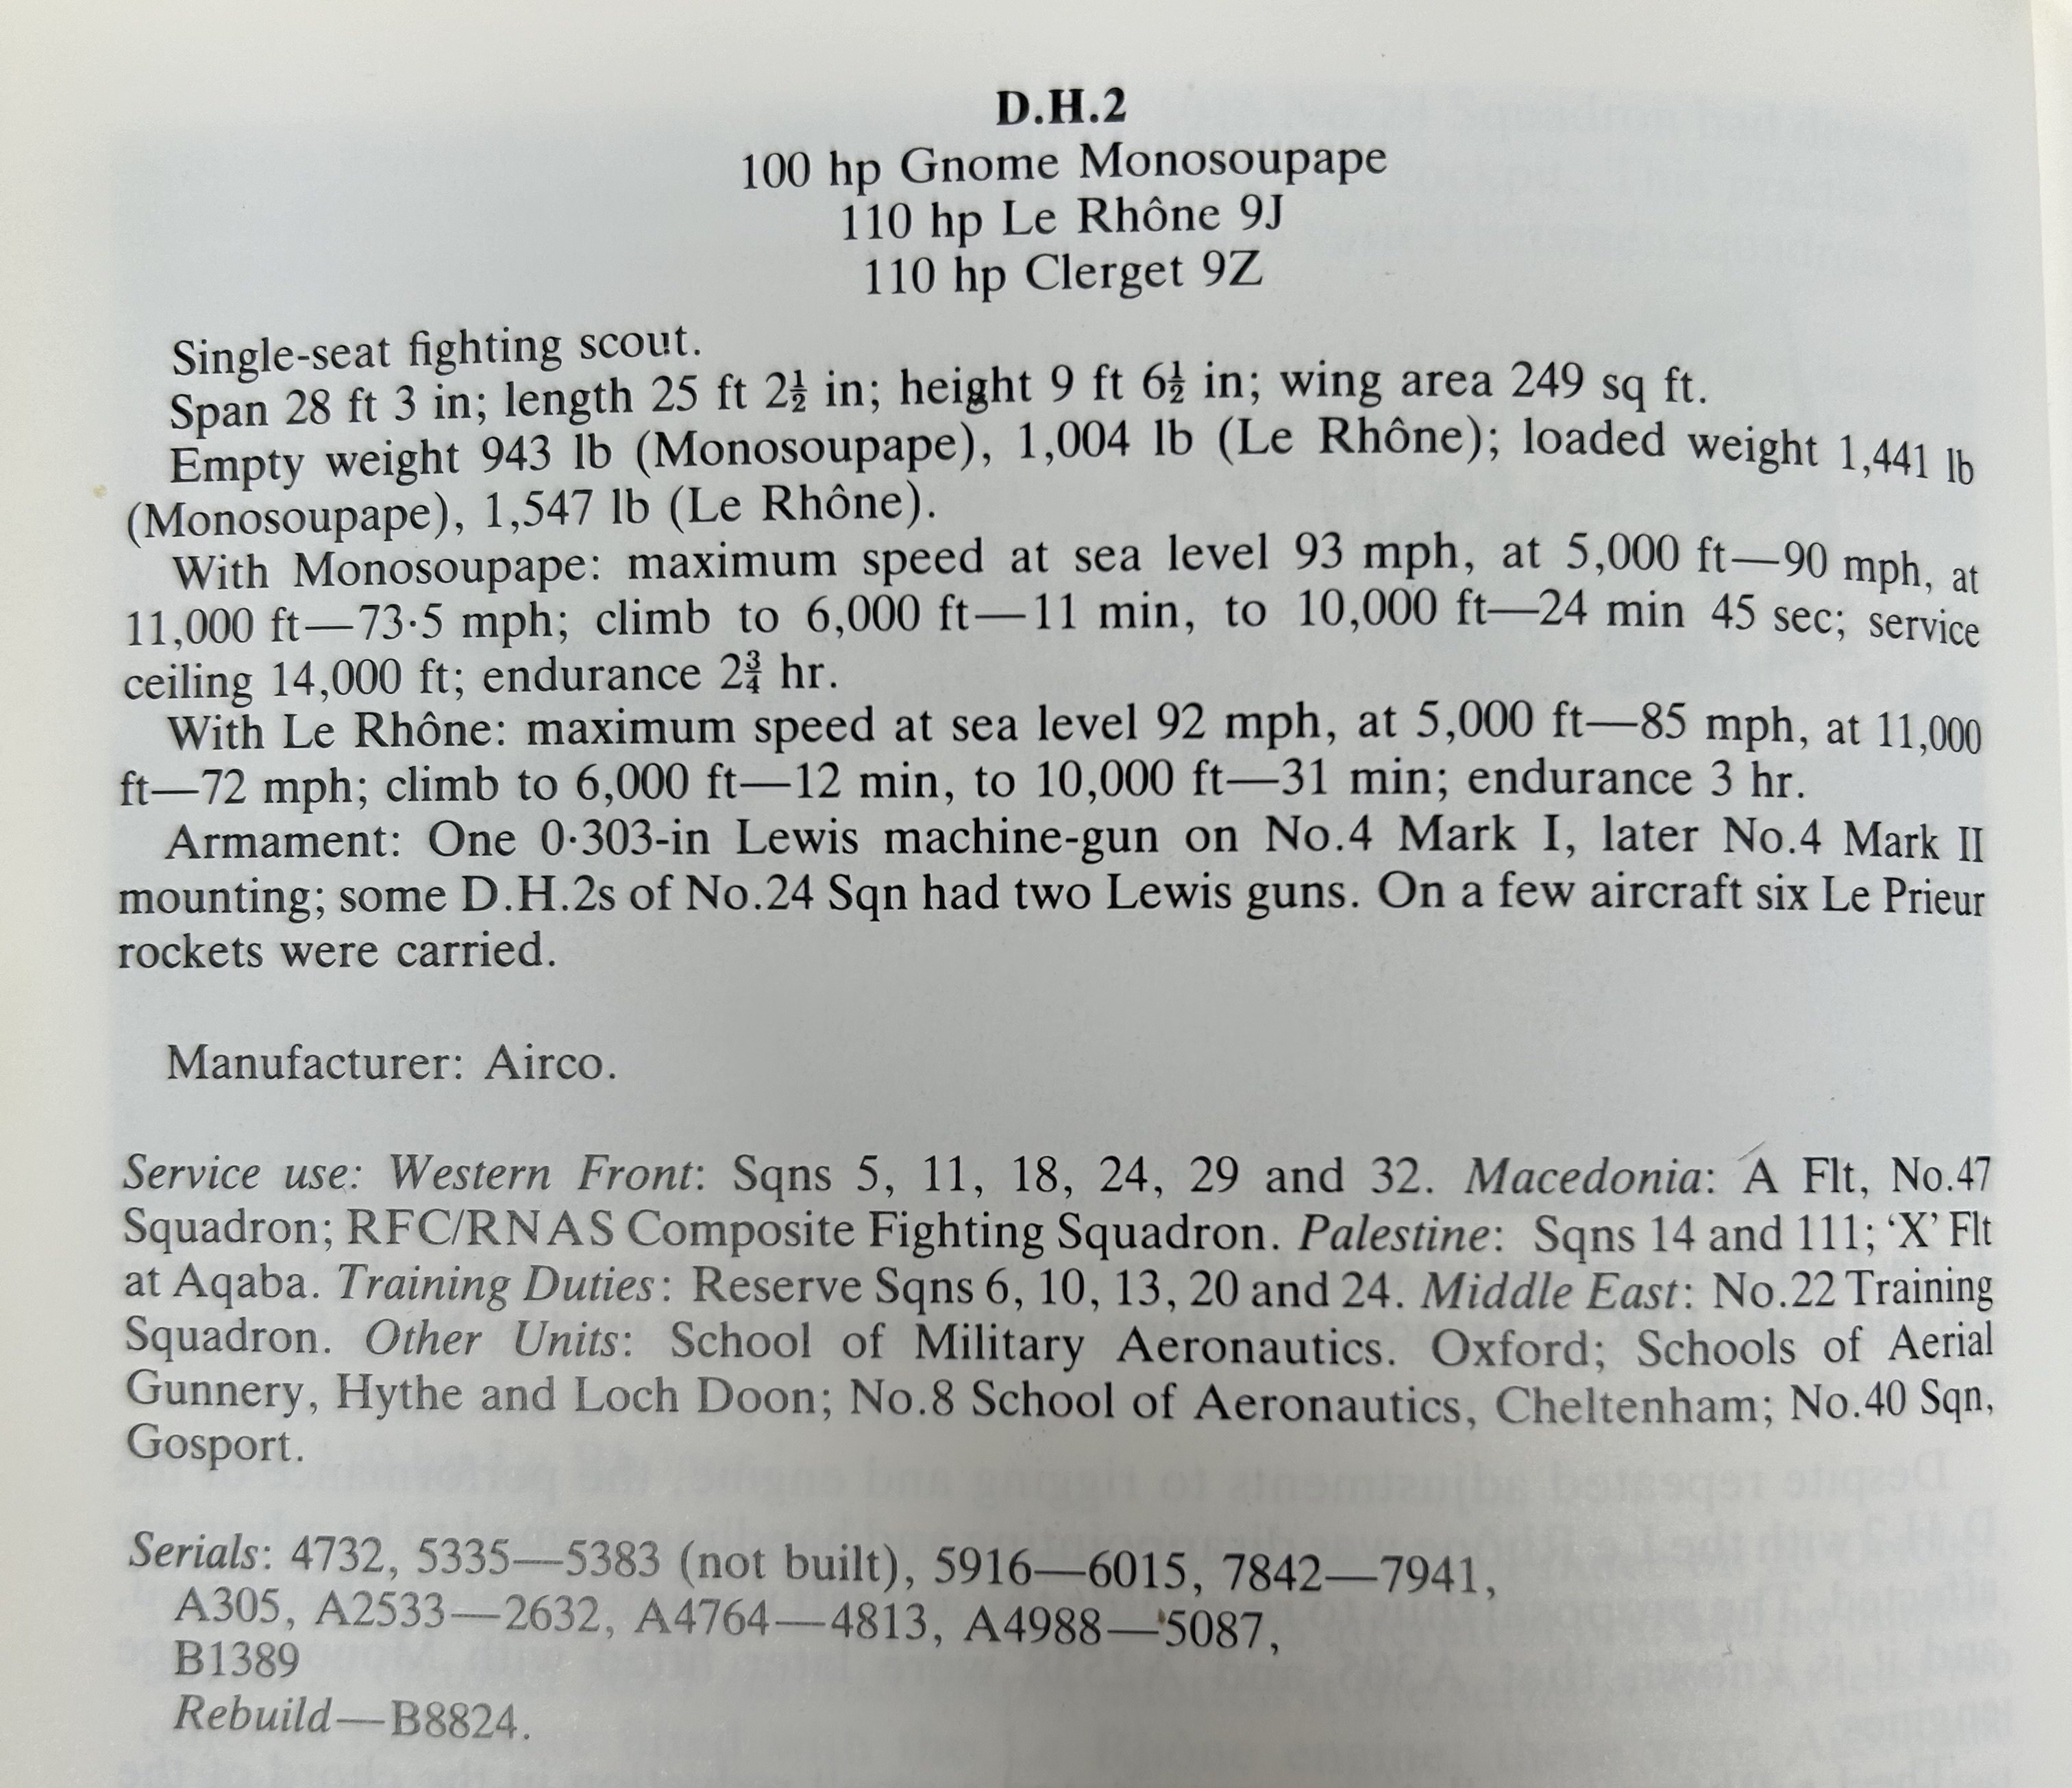 D.H.2
100 hp Gnome Monosoupape
110 hp Le Rhône 9J
110 hp Clerget 9Z
Single-seat fighting scout.
Span 28 ft 3 in; length 25 ft 2½ in; height 9 ft 6½ in; wing area 249 sq ft.
Empty weight 943 lb (Monosoupape), 1,004 lb (Le Rhône); loaded weight 1,441 lb
(Monosoupape), 1,547 lb (Le Rhône).
With Monosoupape: maximum speed at sea level 93 mph, at 5,000 ft—90 mph, at
11,000 ft—73·5 mph; climb to 6,000 ft—11 min, to 10,000 ft—24 min 45 sec; service
ceiling 14,000 ft; endurance 2¾ hr.
With Le Rhône: maximum speed at sea level 92 mph, at 5,000 ft—85 mph, at 11,000
ft—72 mph; climb to 6,000 ft—12 min, to 10,000 ft—31 min; endurance 3 hr.
Armament: One 0·303-in Lewis machine-gun on No.4 Mark I, later No.4 Mark II
mounting; some D.H.2s of No.24 Sqn had two Lewis guns. On a few aircraft six Le Prieur
rockets were carried.
Manufacturer: Airco.
Service use: Western Front: Sqns 5, 11, 18, 24, 29 and 32. Macedonia: A Flt, No.47
Squadron; RFC/RNAS Composite Fighting Squadron. Palestine: Sqns 14 and 111; ‘X’ Flt
at Aqaba. Training Duties: Reserve Sqns 6, 10, 13, 20 and 24. Middle East: No.22 Training
Squadron. Other Units: School of Military Aeronautics. Oxford; Schools of Aerial
Gunnery, Hythe and Loch Doon; No.8 School of Aeronautics, Cheltenham; No.40 Sqn,
Gosport.
Serials: 4732, 5335—5383 (not built), 5916—6015, 7842—7941,
A305, A2533—2632, A4764—4813, A4988—5087,
B1389
Rebuild—B8824.